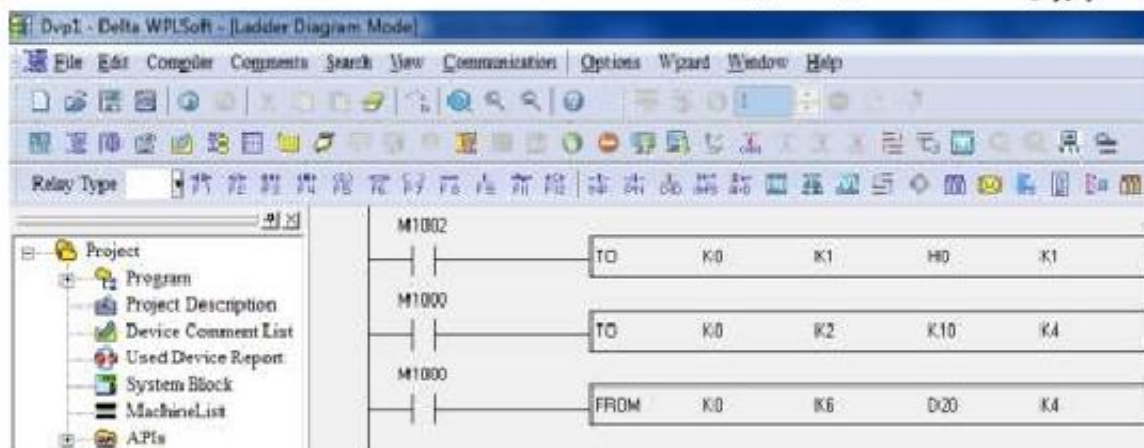 Dvp1 - Delta WPLSoft - [Ladder Diagram Mode]
File Edit Compiler Comments Search View Communication Options Wizard Window Help
1
Relay Type
M1002
TO K0 K1 H0 K1
Project
Program
M1000
Project Description
TO K0 K2 K10 K4
Device Comment List
Used Device Report
M1000
System Block
FROM K0 K6 D20 K4
MachineList
APIs